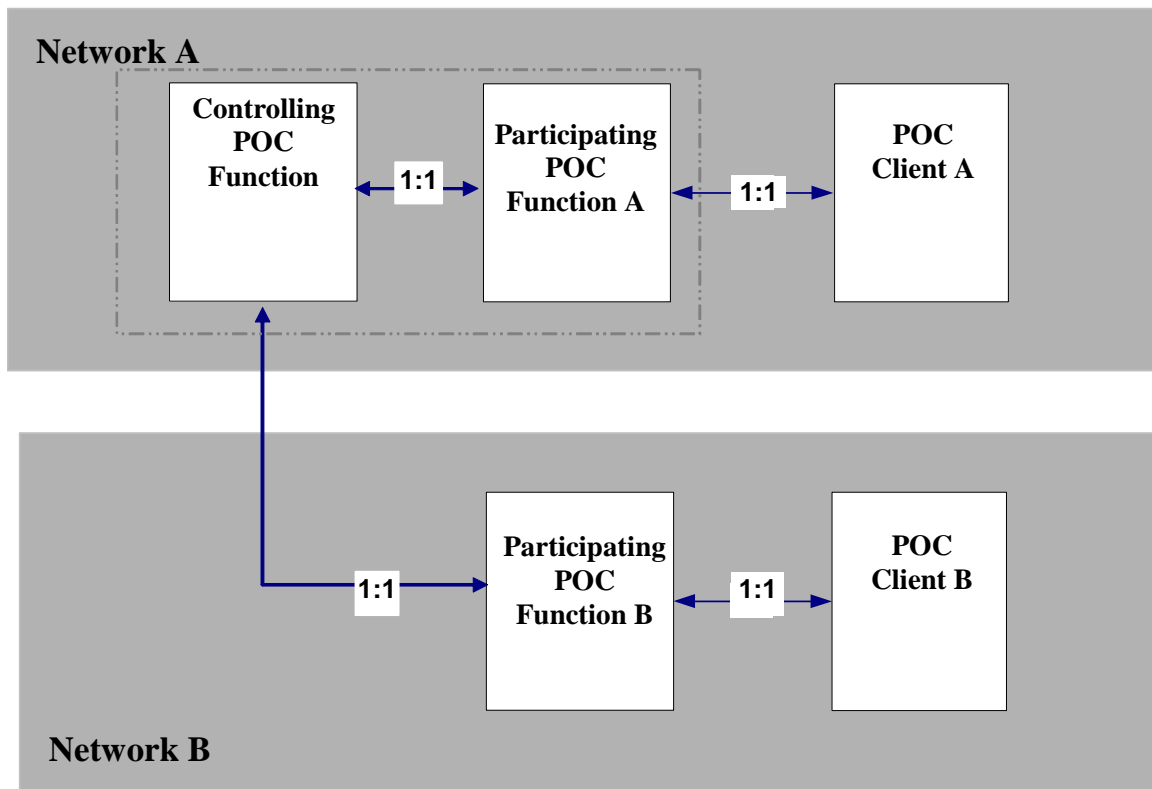 Network A
Controlling
POC
Function
1:1
Participating
POC
Function A
1:1
POC
Client A
1:1
Participating
POC
Function B
1:1
POC
Client B
Network B